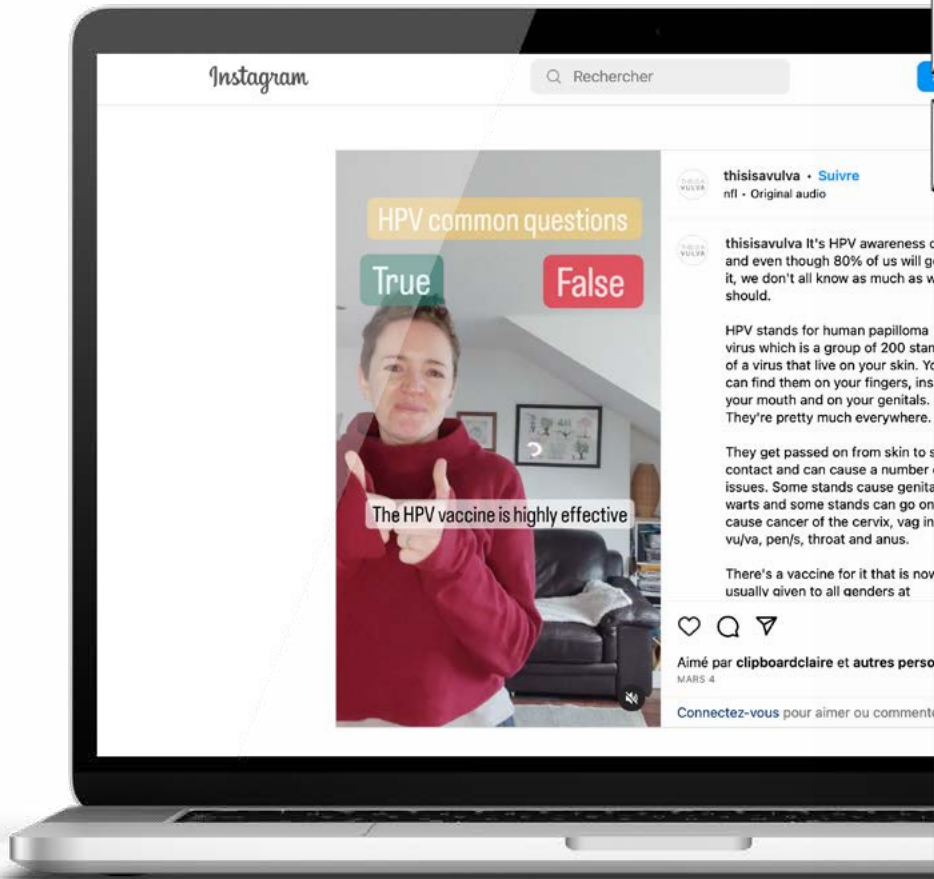 Instagram
Rechercher
HPV common questions
True
False
The HPV vaccine is highly effective
thisisavulva • Suivre
nfl • Original audio
THIS IS A
VULVA
thisisavulva It's HPV awareness
and even though 80% of us will
it, we don't all know as much as
should.
HPV stands for human papilloma
virus which is a group of 200
of a virus that live on your skin.
can find them on your fingers,
your mouth and on your genitals.
They're pretty much everywhere.
They get passed on from skin to
contact and can cause a number
issues. Some stands cause
warts and some stands can go on
cause cancer of the cervix, vag in
vu/va, pen/s, throat and anus.
There's a vaccine for it that is
usually given to all genders at
Aimé par clipboardclaire et autres
MARS 4
Connectez-vous pour aimer ou